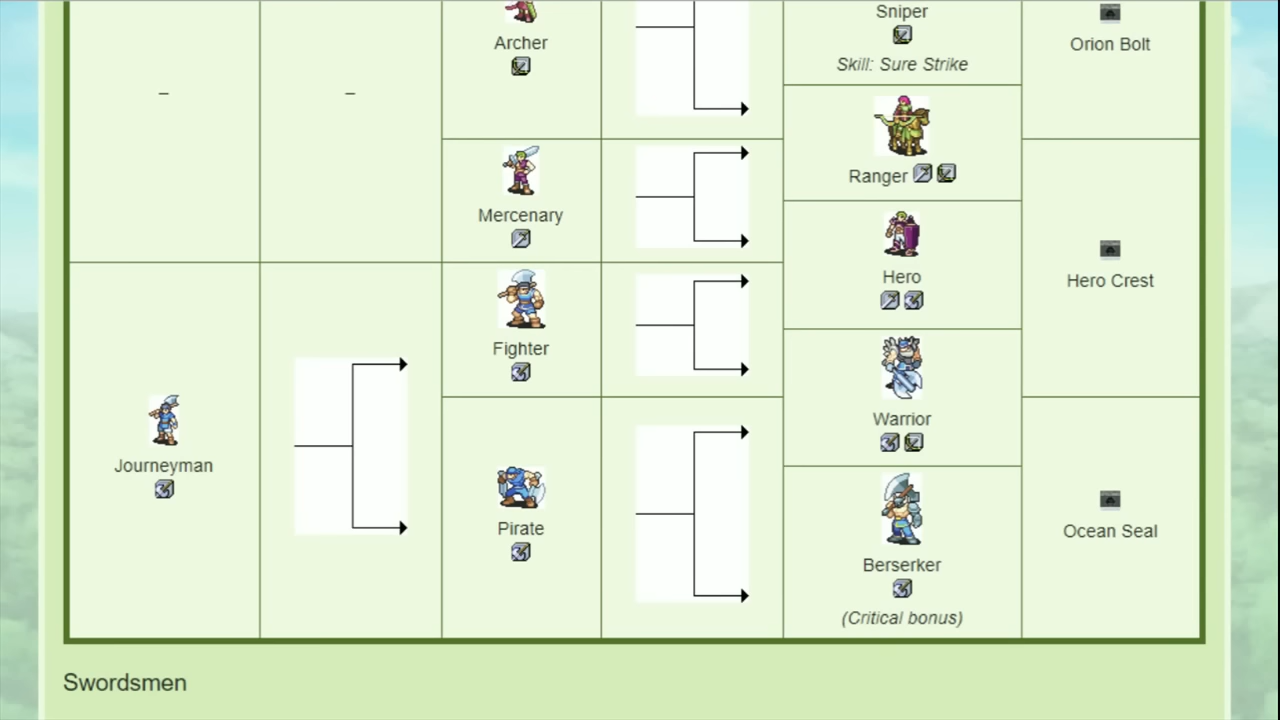 Archer
Sniper
Skill: Sure Strike
Orion Bolt
–
–
Mercenary
Ranger
Hero
Hero Crest
Journeyman
Fighter
Warrior
Pirate
Berserker
(Critical bonus)
Ocean Seal
Swordsmen